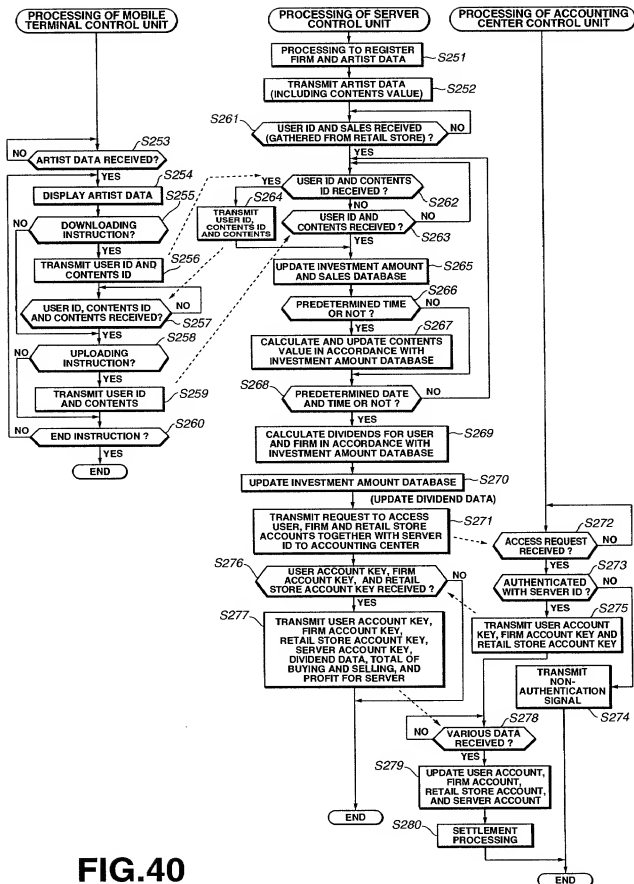 PROCESSING OF MOBILE
TERMINAL CONTROL UNIT
S253
ARTIST DATA RECEIVED?
NO
YES
S254
DISPLAY ARTIST DATA
S255
DOWNLOADING
INSTRUCTION?
NO
YES
S256
TRANSMIT USER ID AND
CONTENTS ID
USER ID, CONTENTS ID
AND CONTENTS RECEIVED?
NO
S257
YES
S258
UPLOADING
INSTRUCTION?
NO
YES
S259
TRANSMIT USER ID
AND CONTENTS
S260
END INSTRUCTION ?
NO
YES
END
PROCESSING OF SERVER
CONTROL UNIT
S251
PROCESSING TO REGISTER
FIRM AND ARTIST DATA
S252
TRANSMIT ARTIST DATA
(INCLUDING CONTENTS VALUE)
S261
USER ID AND SALES RECEIVED
(GATHERED FROM RETAIL STORE) ?
NO
YES
USER ID AND CONTENTS
ID RECEIVED ?
YES
S262
NO
S264
TRANSMIT
USER ID,
CONTENTS ID
AND CONTENTS
USER ID AND
CONTENTS RECEIVED ?
NO
S263
YES
UPDATE INVESTMENT AMOUNT
AND SALES DATABASE
S265
S266
PREDETERMINED TIME
OR NOT ?
NO
YES
S267
CALCULATE AND UPDATE CONTENTS
VALUE IN ACCORDANCE WITH
INVESTMENT AMOUNT DATABASE
S268
PREDETERMINED DATE
AND TIME OR NOT ?
NO
YES
CALCULATE DIVIDENDS FOR USER
AND FIRM IN ACCORDANCE WITH
INVESTMENT AMOUNT DATABASE
S269
S270
UPDATE INVESTMENT AMOUNT DATABASE
(UPDATE DIVIDEND DATA)
TRANSMIT REQUEST TO ACCESS
USER, FIRM AND RETAIL STORE
ACCOUNTS TOGETHER WITH SERVER
ID TO ACCOUNTING CENTER
S271
S276
USER ACCOUNT KEY, FIRM
ACCOUNT KEY, AND RETAIL
STORE ACCOUNT KEY RECEIVED ?
NO
YES
S277
TRANSMIT USER ACCOUNT KEY,
FIRM ACCOUNT KEY,
RETAIL STORE ACCOUNT KEY,
SERVER ACCOUNT KEY,
DIVIDEND DATA, TOTAL OF
BUYING AND SELLING, AND
PROFIT FOR SERVER
END
PROCESSING OF ACCOUNTING
CENTER CONTROL UNIT
S272
ACCESS REQUEST
RECEIVED ?
NO
YES
S273
AUTHENTICATED
WITH SERVER ID ?
NO
YES
S275
TRANSMIT USER ACCOUNT
KEY, FIRM ACCOUNT KEY AND
RETAIL STORE ACCOUNT KEY
TRANSMIT
NON-
AUTHENTICATION
SIGNAL
S274
S278
VARIOUS DATA
RECEIVED ?
NO
YES
S279
UPDATE USER ACCOUNT,
FIRM ACCOUNT,
RETAIL STORE ACCOUNT,
AND SERVER ACCOUNT
S280
SETTLEMENT
PROCESSING
END
FIG.40